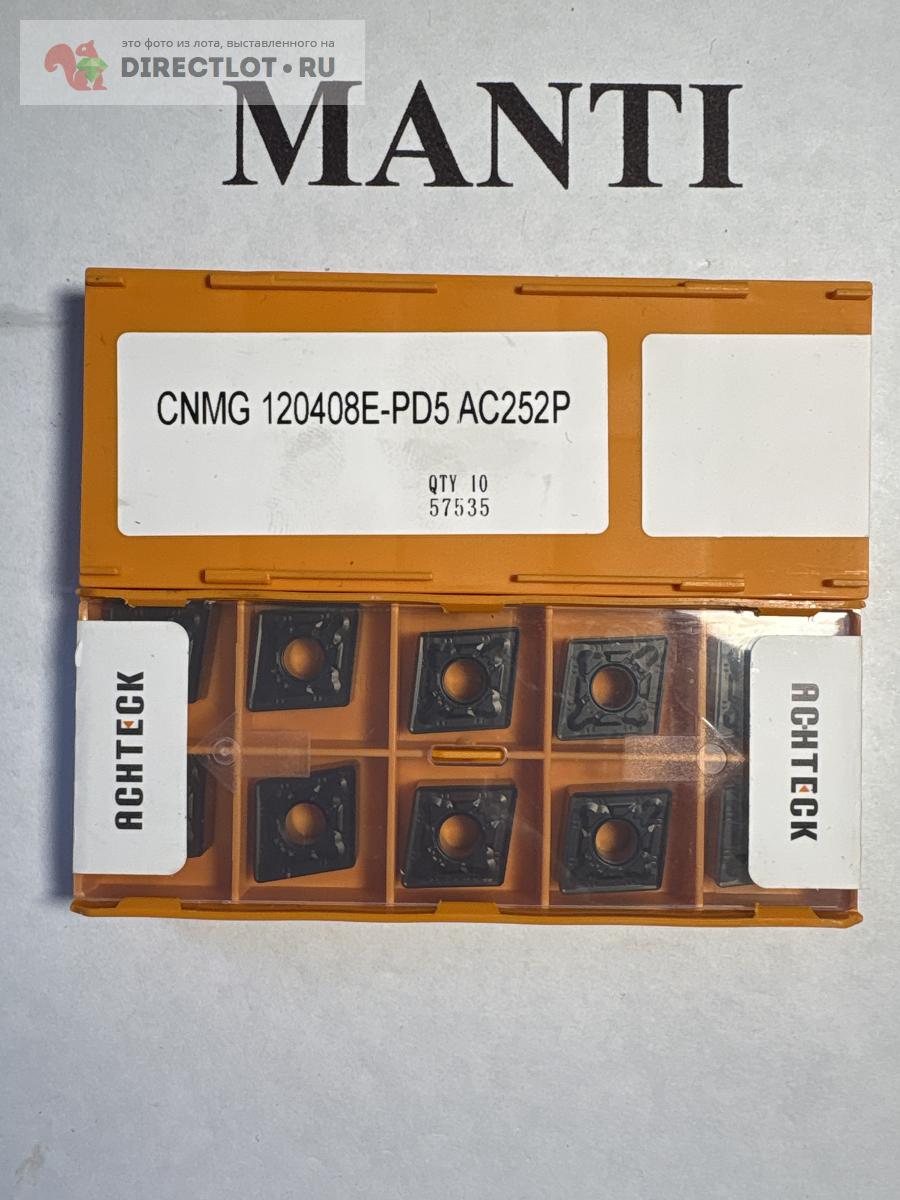 это фото из лота, выставленного на
DIRECTLOT•RU
MANTI
CNMG 120408E-PD5 AC252P
QTY 10
57535
ACHTECK
ACHTECK